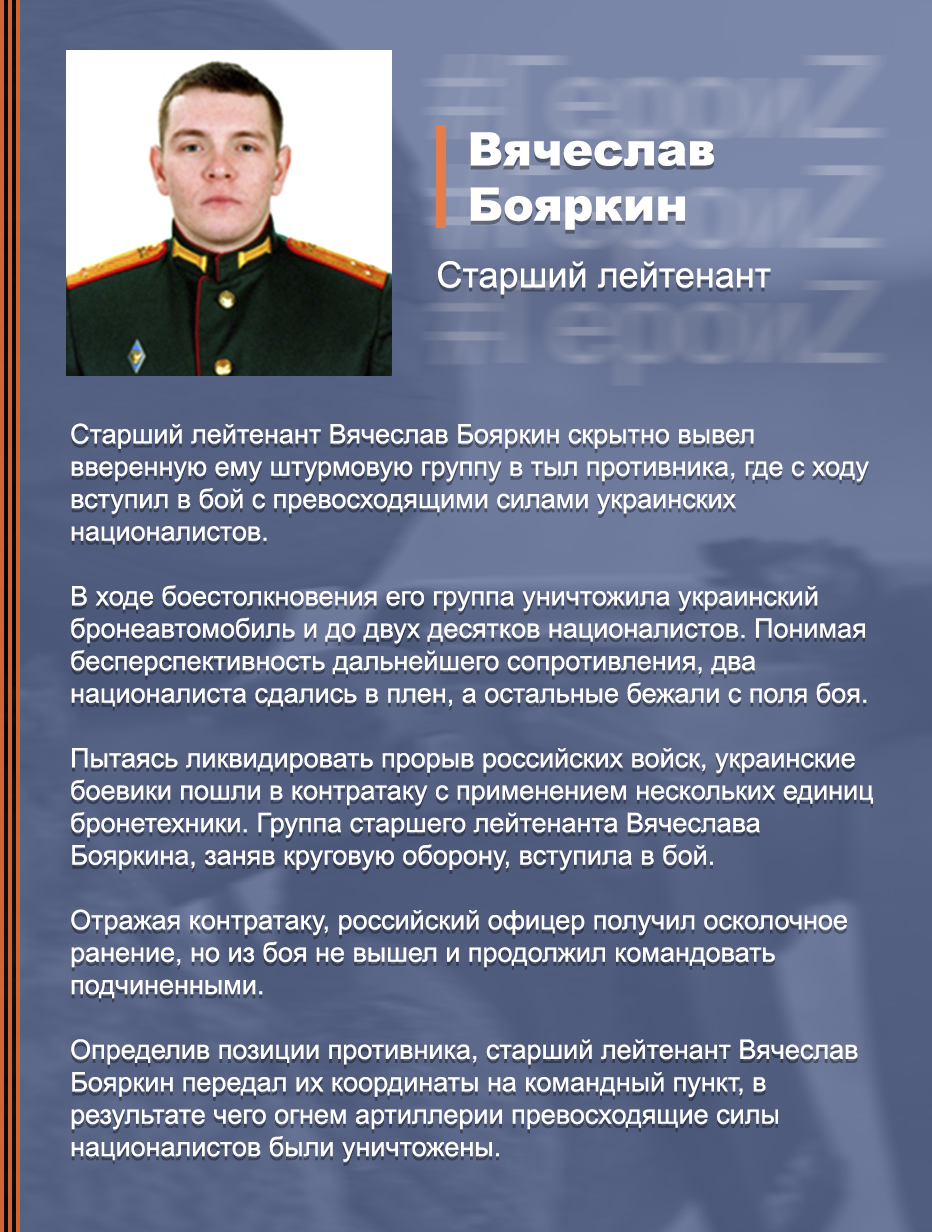 #ГероиZ
Вячеслав
#ГероиZ
Бояркин
Старший лейтенант
#ГероиZ
Старший лейтенант Вячеслав Бояркин скрытно вывел
вверенную ему штурмовую группу в тыл противника, где с ходу
вступил в бой с превосходящими силами украинских
националистов.
В ходе боестолкновения его группа уничтожила украинский
бронеавтомобиль и до двух десятков националистов. Понимая
бесперспективность дальнейшего сопротивления, два
националиста сдались в плен, а остальные бежали с поля боя.
Пытаясь ликвидировать прорыв российских войск, украинские
боевики пошли в контратаку с применением нескольких единиц
бронетехники. Группа старшего лейтенанта Вячеслава
Бояркина, заняв круговую оборону, вступила в бой.
Отражая контратаку, российский офицер получил осколочное
ранение, но из боя не вышел и продолжил командовать
подчиненными.
Определив позиции противника, старший лейтенант Вячеслав
Бояркин передал их координаты на командный пункт, в
результате чего огнем артиллерии превосходящие силы
националистов были уничтожены.